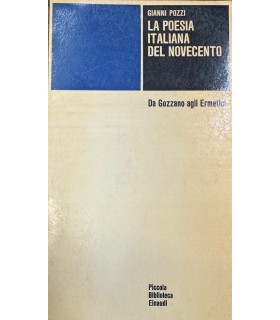 GIANNI POZZI
LA POESIA
ITALIANA
DEL NOVECENTO
Da Gozzano agli Ermetici
Piccola
Biblioteca
Einaudi